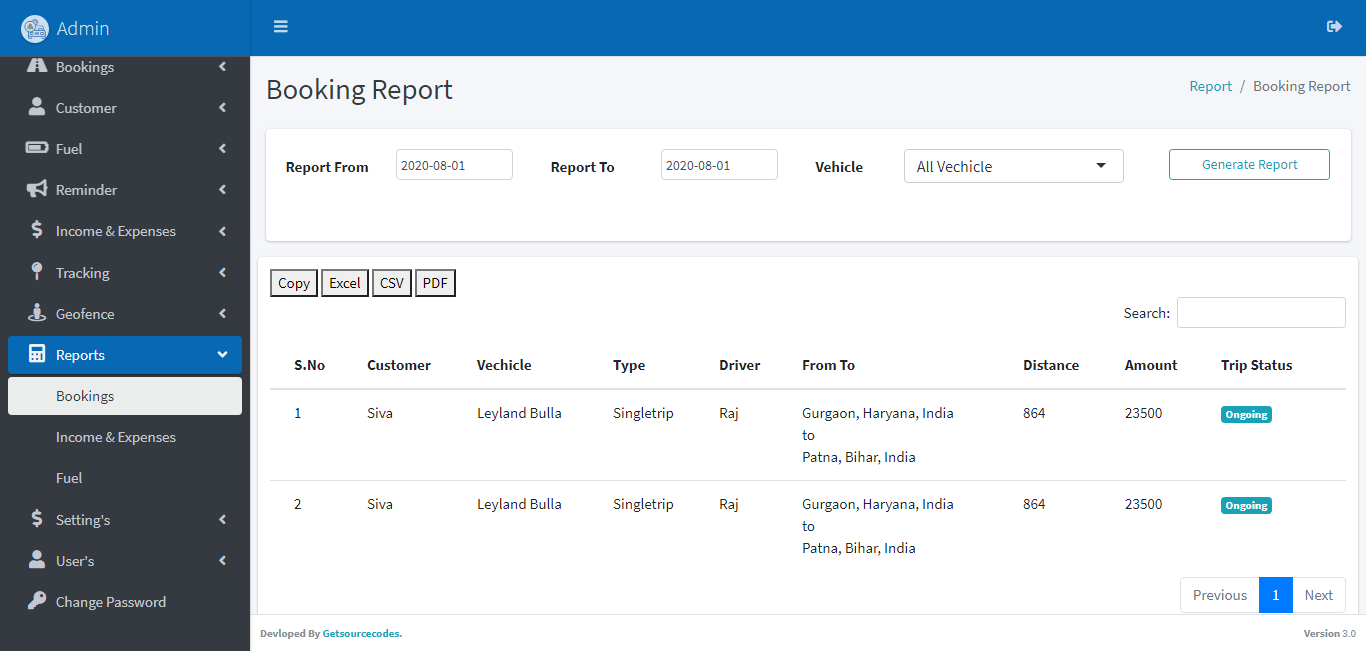 Admin
Bookings
Customer
Fuel
Reminder
Income & Expenses
Tracking
Geofence
Reports
Bookings
Income & Expenses
Fuel
Setting's
User's
Change Password
Booking Report
Report / Booking Report
Report From 2020-08-01 Report To 2020-08-01 Vehicle All Vechicle Generate Report
Copy Excel CSV PDF
Search:
S.No Customer Vechicle Type Driver From To Distance Amount Trip Status
1 Siva Leyland Bulla Singletrip Raj Gurgaon, Haryana, India 864 23500 Ongoing
to
Patna, Bihar, India
2 Siva Leyland Bulla Singletrip Raj Gurgaon, Haryana, India 864 23500 Ongoing
to
Patna, Bihar, India
Previous 1 Next
Devloped By Getsourcecodes. Version 3.0